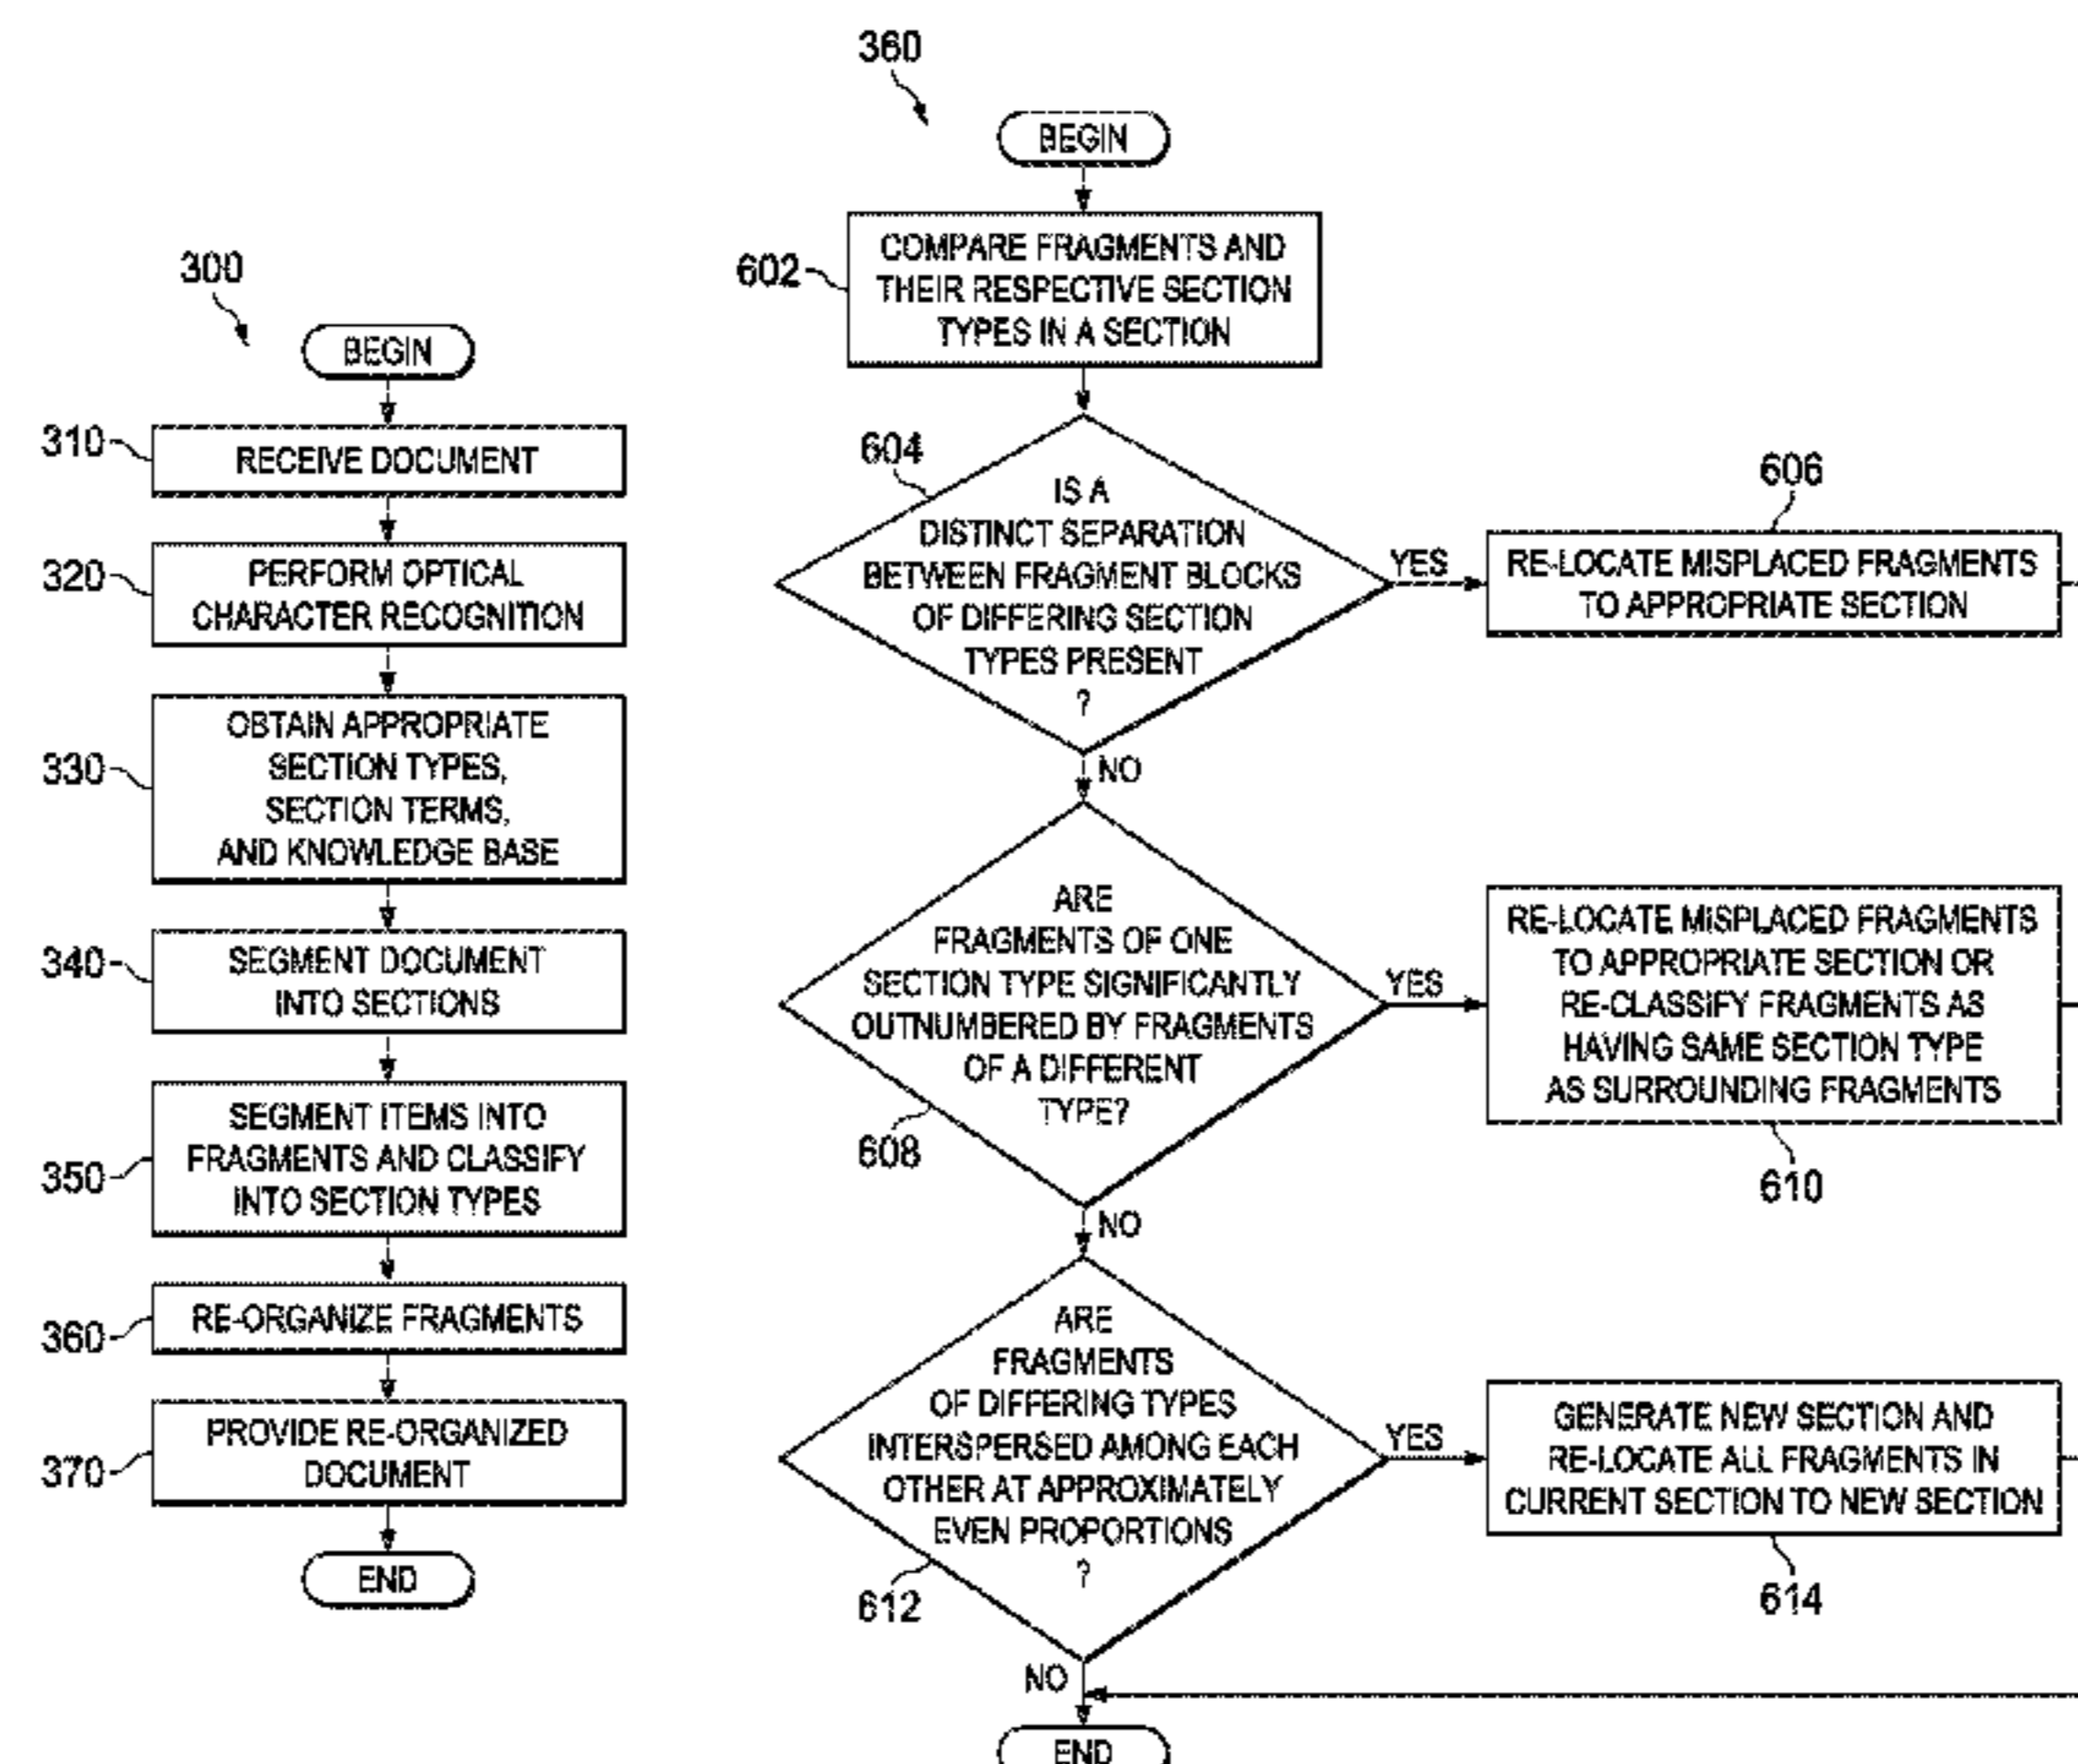 300
BEGIN
310
RECEIVE DOCUMENT
320
PERFORM OPTICAL
CHARACTER RECOGNITION
330
OBTAIN APPROPRIATE
SECTION TYPES,
SECTION TERMS,
AND KNOWLEDGE BASE
340
SEGMENT DOCUMENT
INTO SECTIONS
350
SEGMENT ITEMS INTO
FRAGMENTS AND CLASSIFY
INTO SECTION TYPES
360
RE-ORGANIZE FRAGMENTS
370
PROVIDE RE-ORGANIZED
DOCUMENT
END
360
BEGIN
602
COMPARE FRAGMENTS AND
THEIR RESPECTIVE SECTION
TYPES IN A SECTION
604
IS A
DISTINCT SEPARATION
BETWEEN FRAGMENT BLOCKS
OF DIFFERING SECTION
TYPES PRESENT
?
YES
606
RE-LOCATE MISPLACED FRAGMENTS
TO APPROPRIATE SECTION
NO
ARE
FRAGMENTS OF ONE
SECTION TYPE SIGNIFICANTLY
OUTNUMBERED BY FRAGMENTS
OF A DIFFERENT
TYPE?
608
YES
RE-LOCATE MISPLACED FRAGMENTS
TO APPROPRIATE SECTION OR
RE-CLASSIFY FRAGMENTS AS
HAVING SAME SECTION TYPE
AS SURROUNDING FRAGMENTS
610
NO
ARE
FRAGMENTS
OF DIFFERING TYPES
INTERSPERSED AMONG EACH
OTHER AT APPROXIMATELY
EVEN PROPORTIONS
?
612
YES
GENERATE NEW SECTION AND
RE-LOCATE ALL FRAGMENTS IN
CURRENT SECTION TO NEW SECTION
614
NO
END